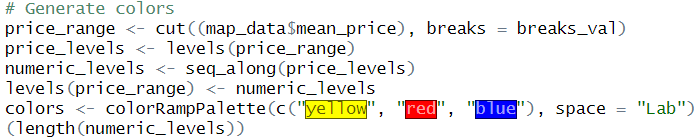 # Generate colors
price_range <- cut((map_data$mean_price), breaks = breaks_val)
price_levels <- levels(price_range)
numeric_levels <- seq_along(price_levels)
levels(price_range) <- numeric_levels
colors <- colorRampPalette(c("yellow", "red", "blue"), space = "Lab")
(length(numeric_levels))